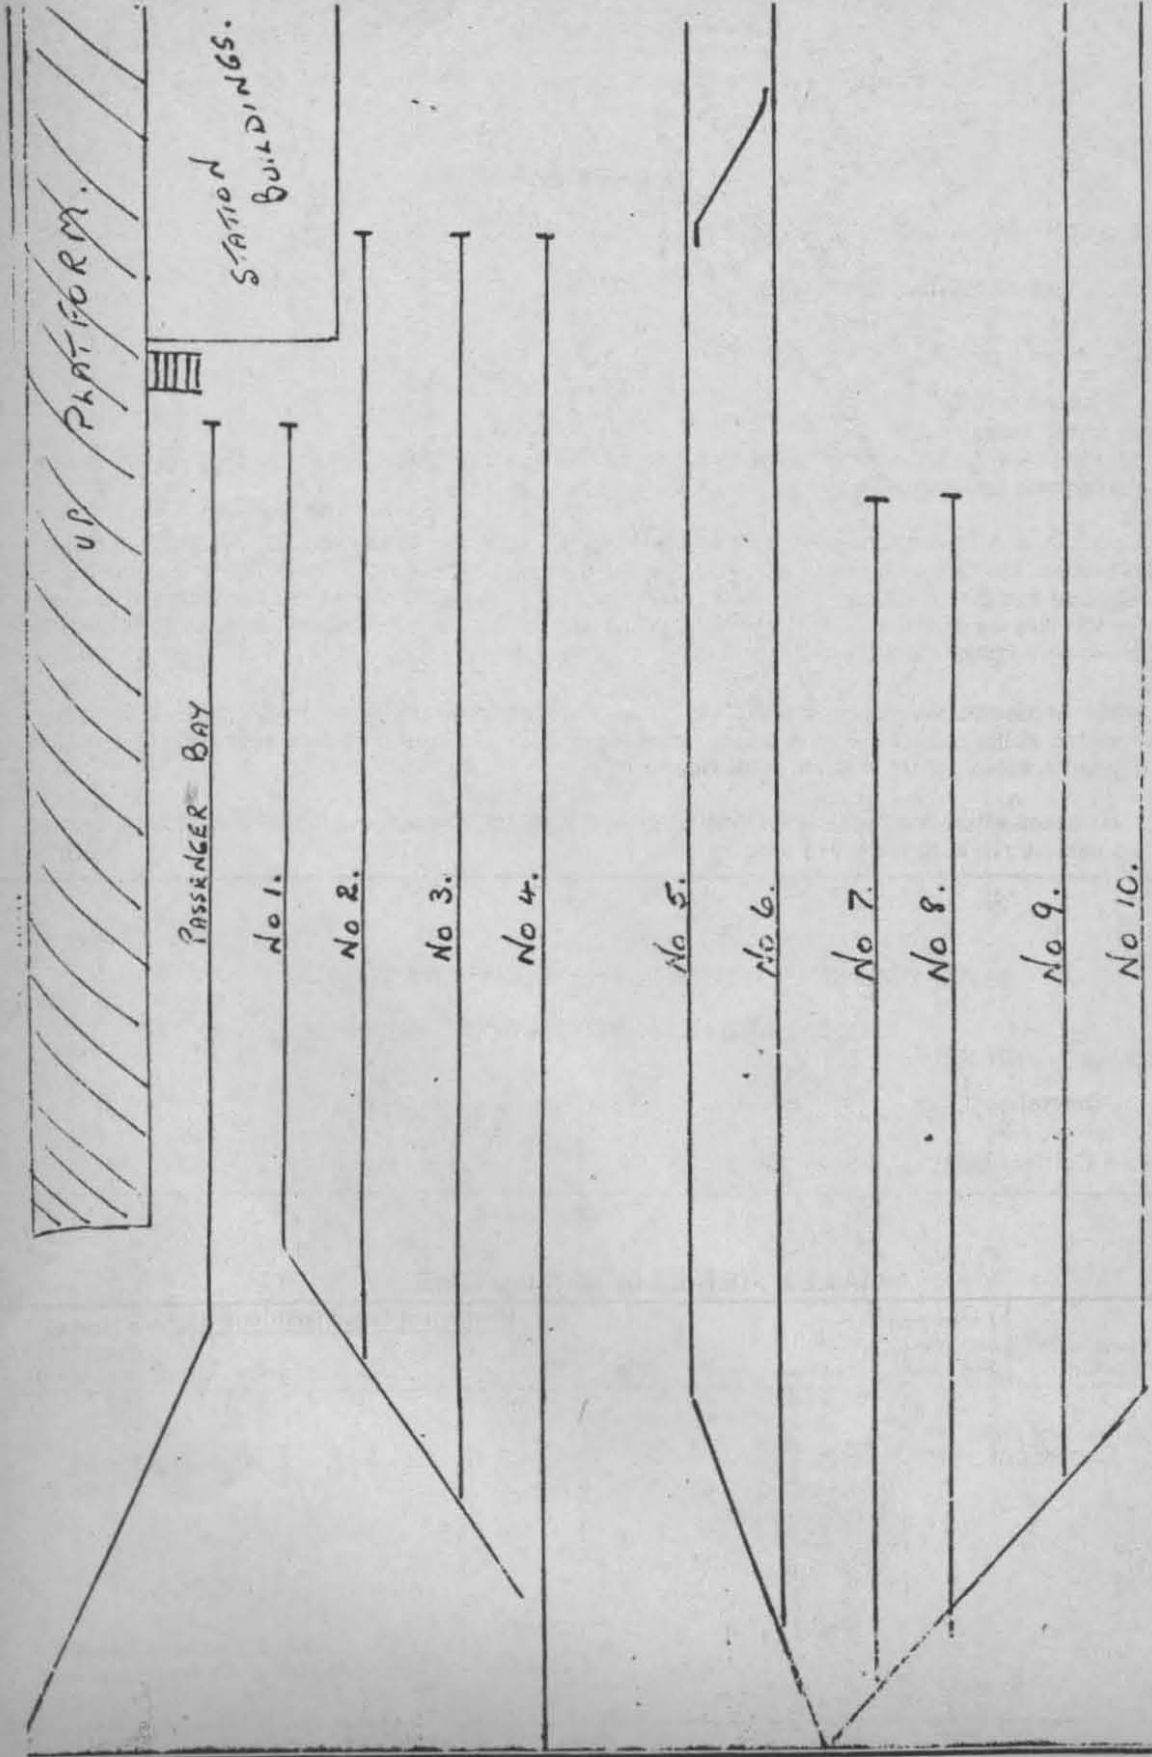 UP PLATFORM.
STATION
BUILDINGS.
PASSENGER BAY
No 1.
No 2.
No 3.
No 4.
No 5.
No 6.
No 7.
No 8.
No 9.
No 10.